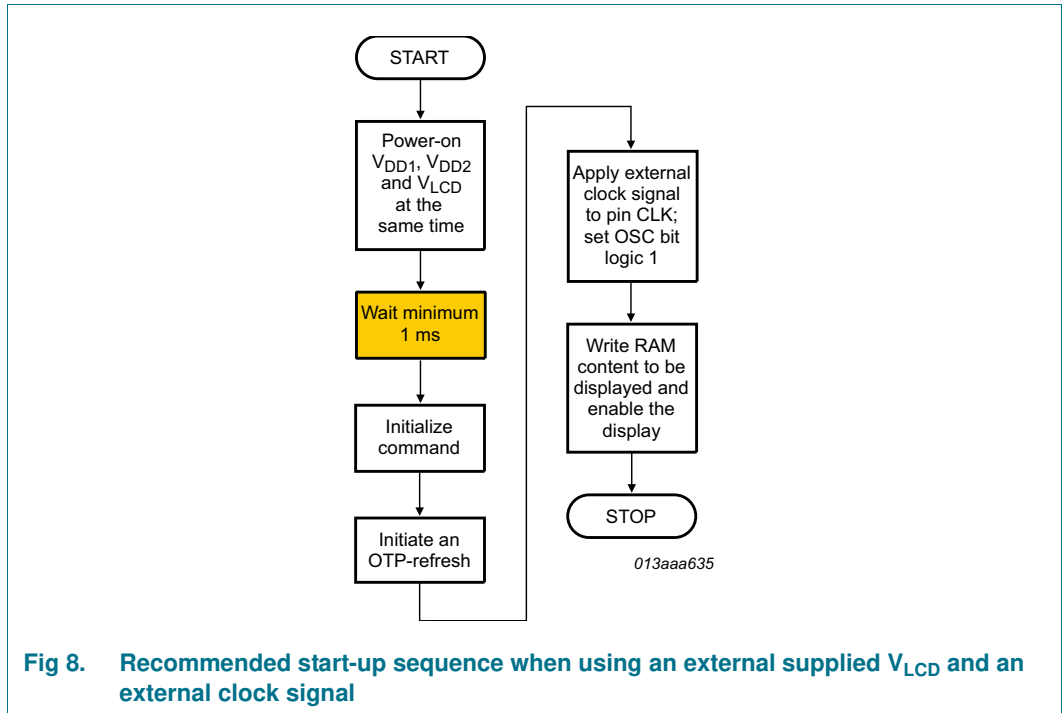 START
Power-on
VDD1, VDD2
and VLCD
at the
same time
Wait minimum
1 ms
Initialize
command
Initiate an
OTP-refresh
Apply external
clock signal
to pin CLK;
set OSC bit
logic 1
Write RAM
content to be
displayed and
enable the
display
STOP
013aaa635
Fig 8. Recommended start-up sequence when using an external supplied VLCD and an
external clock signal